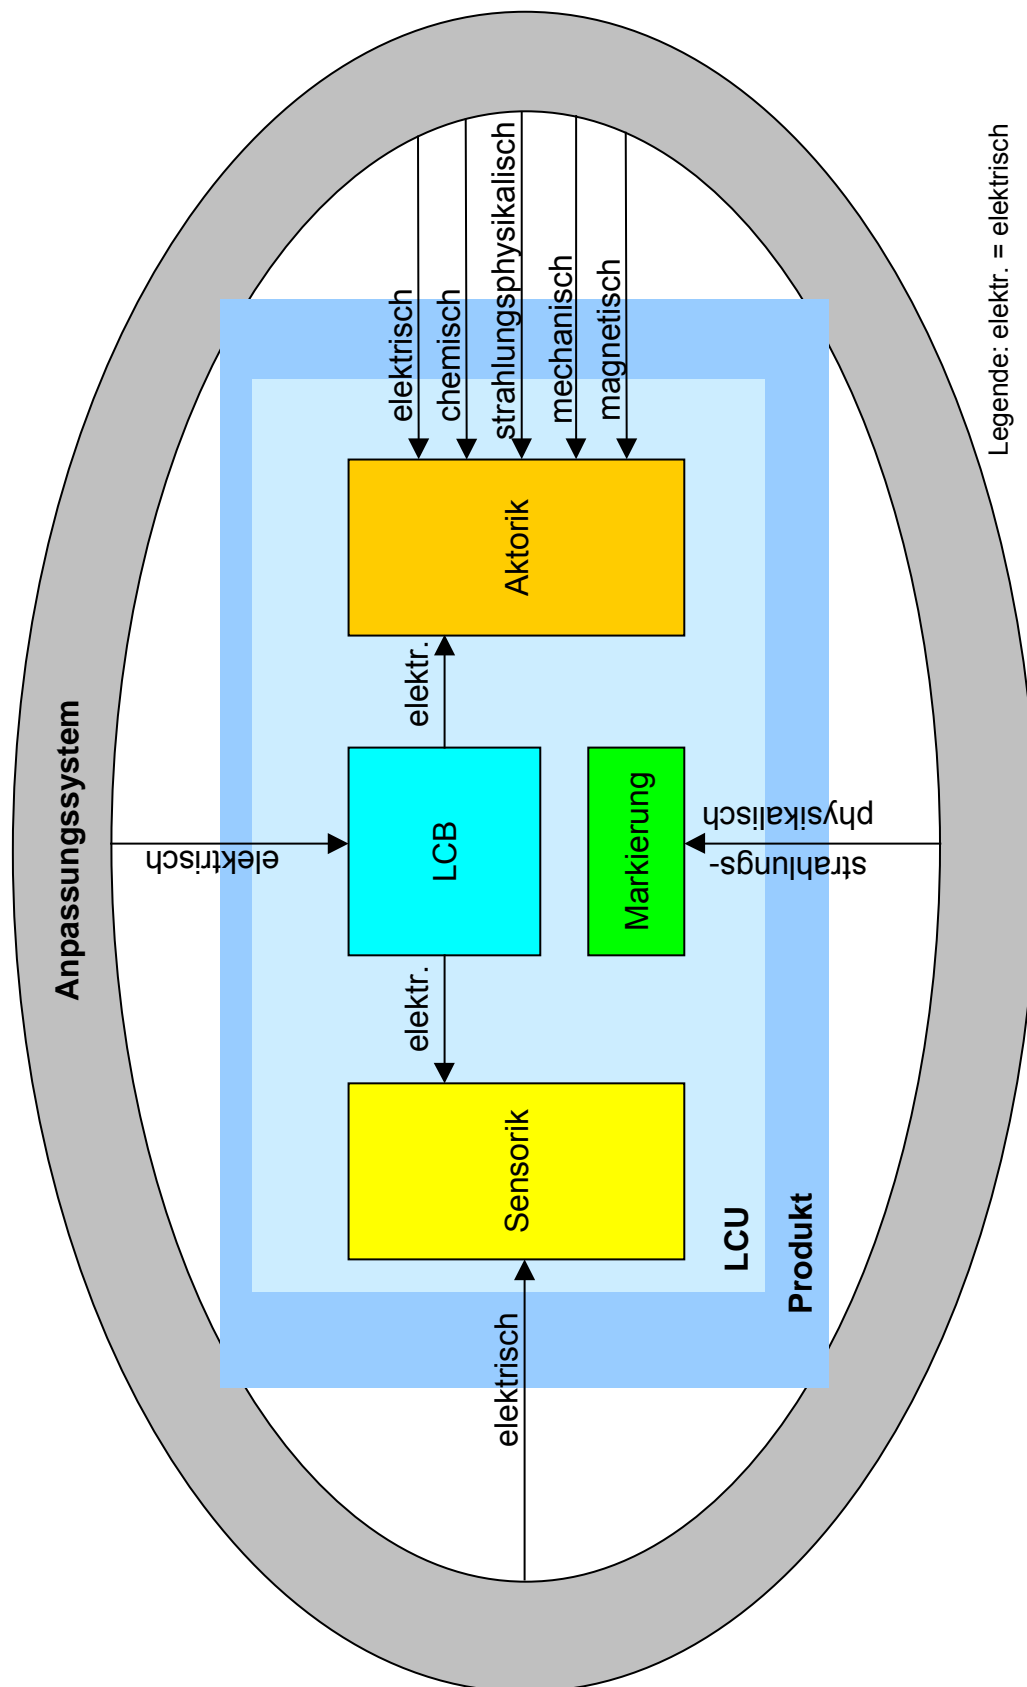 Anpassungssystem
elektrisch
elektr.
elektr.
LCB
Sensorik
Markierung
Aktorik
elektrisch
elektrisch
chemisch
strahlungsphysikalisch
mechanisch
magnetisch
strahlungs-
physikalisch
LCU
Produkt
Legende: elektr. = elektrisch